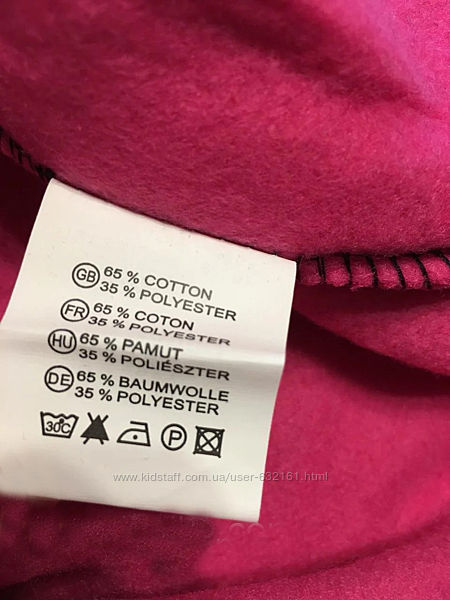 GB 65 % COTTON
35 % POLYESTER
FR 65 % COTON
35 % POLYESTER
HU 65 % PAMUT
35 % POLIÉSZTER
DE 65 % BAUMWOLLE
35 % POLYESTER
30C P
www.kidstaff.com.ua/user-632161.html